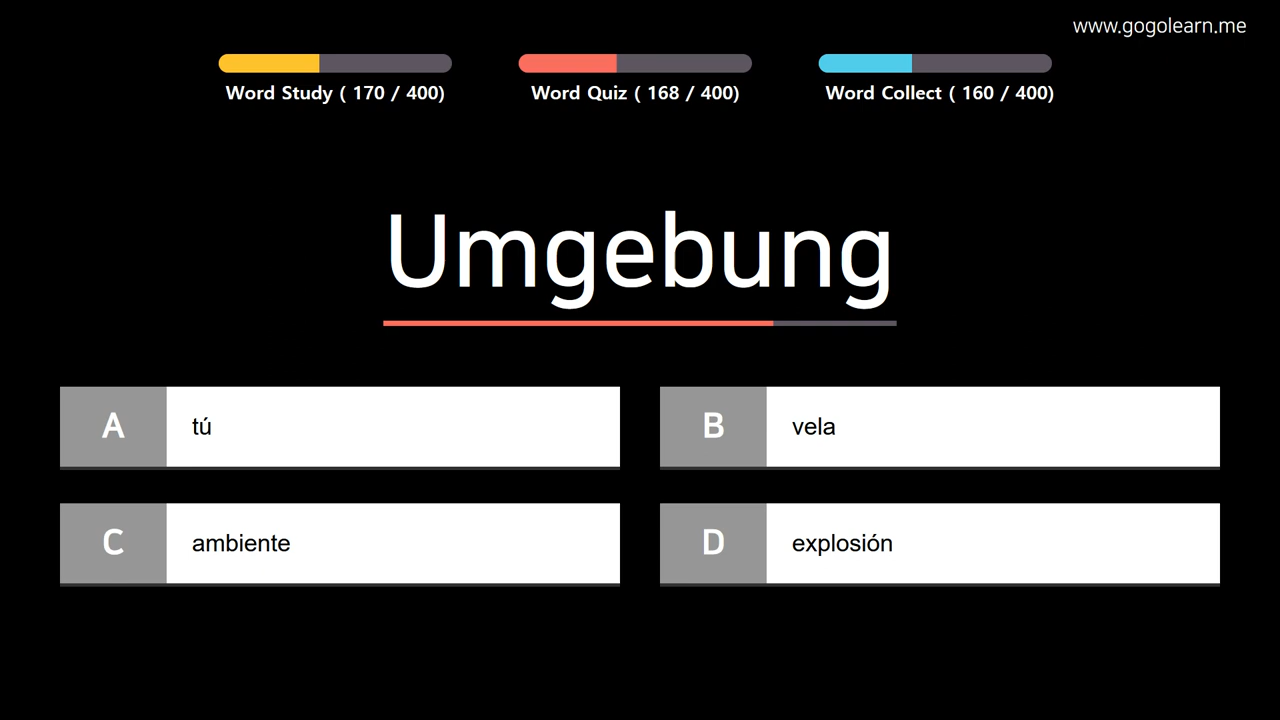 www.gogolearn.me
Word Study ( 170 / 400)
Word Quiz ( 168 / 400)
Word Collect ( 160 / 400)
Umgebung
A
tú
B
vela
C
ambiente
D
explosión